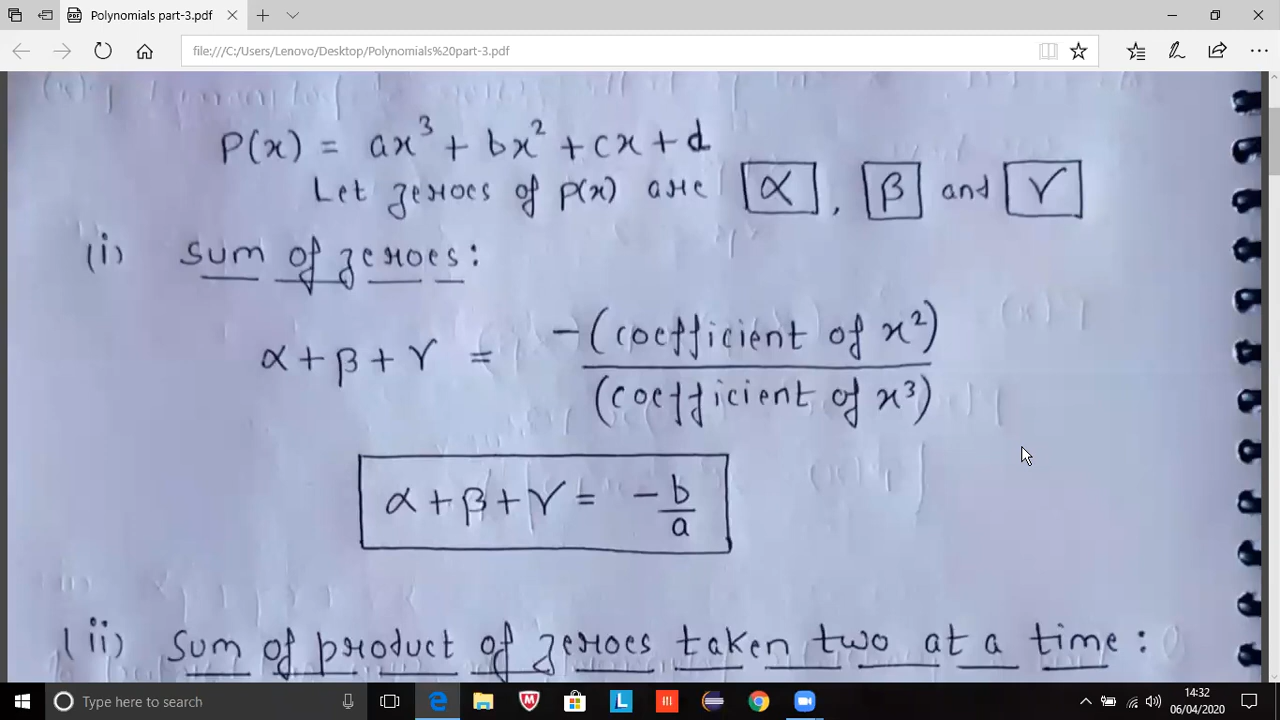 Polynomials part-3.pdf
file:///C:/Users/Lenovo/Desktop/Polynomials%20part-3.pdf
P(x) = ax³ + bx² + cx + d
Let zeroes of p(x) are α, β and γ
(i) Sum of zeroes:
α + β + γ = -(coefficient of x²)
(coefficient of x³)
α + β + γ = -b/a
(ii) Sum of product of zeroes taken two at a time:
Type here to search
14:32
06/04/2020